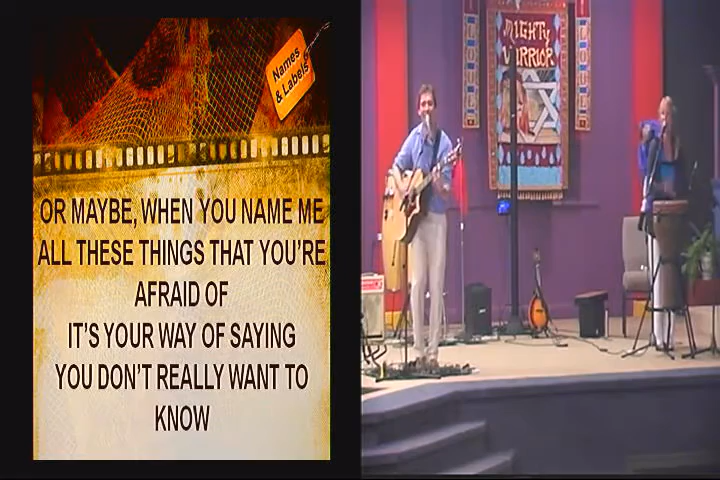 Names
& Labels
OR MAYBE, WHEN YOU NAME ME
ALL THESE THINGS THAT YOU'RE
AFRAID OF
IT'S YOUR WAY OF SAYING
YOU DON'T REALLY WANT TO
KNOW
MIGHTY
WARRIOR